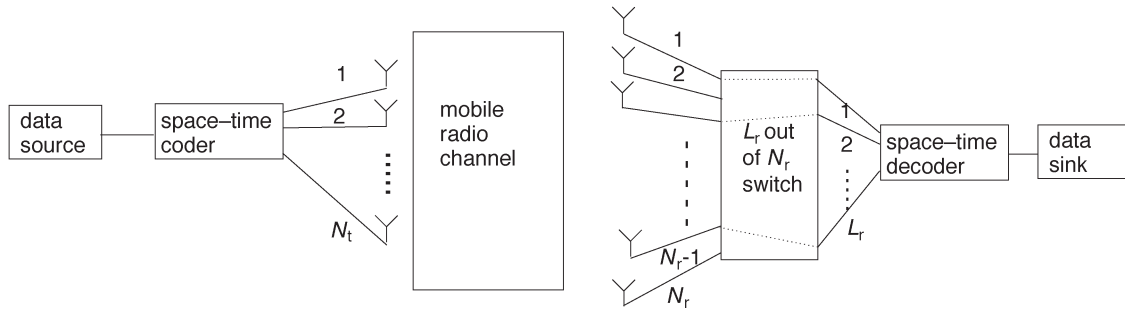 data
source
space–time
coder
1
2
N_t
mobile
radio
channel
1
2
N_r-1
N_r
L_r out
of N_r
switch
1
2
L_r
space–time
decoder
data
sink